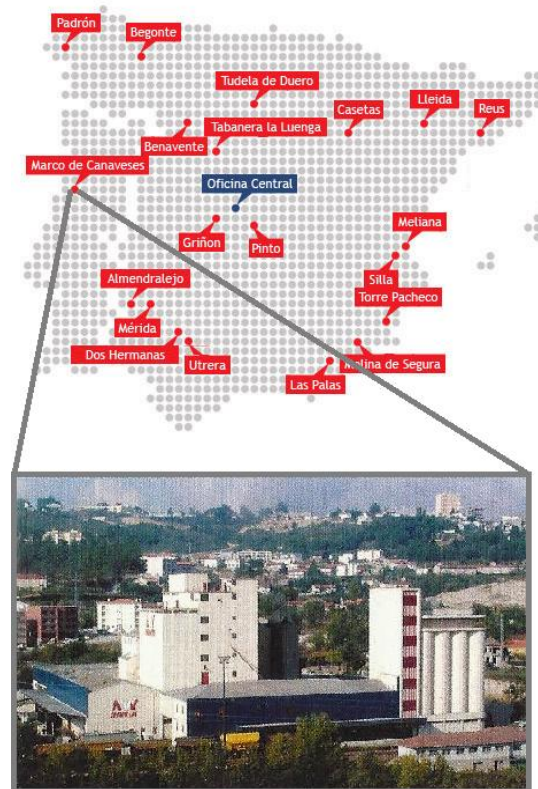 Padrón
Begonte
Tudela de Duero
Lleida
Reus
Casetas
Tabanera la Luenga
Benavente
Marco de Canaveses
Oficina Central
Meliana
Griñon
Pinto
Silla
Almendralejo
Torre Pacheco
Mérida
Dos Hermanas
Utrera
Molina de Segura
Las Palas